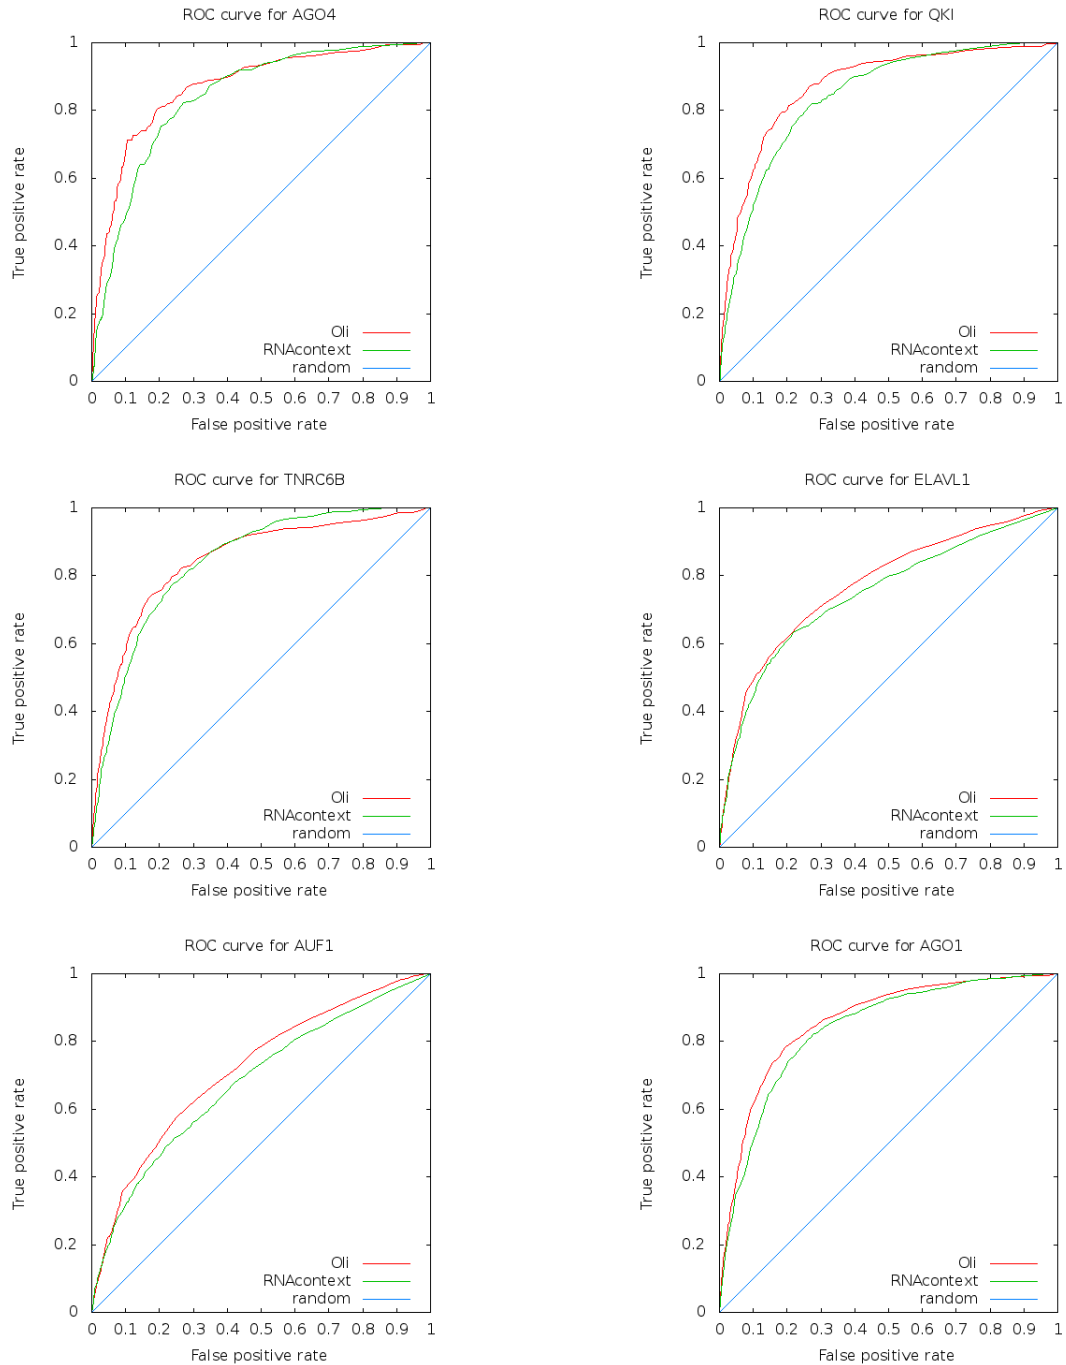 ROC curve for AGO4
1
0.8
0.6
0.4
0.2
0
True positive rate
Oli
RNAcontext
random
0 0.1 0.2 0.3 0.4 0.5 0.6 0.7 0.8 0.9 1
False positive rate
ROC curve for QKI
1
0.8
0.6
0.4
0.2
0
True positive rate
Oli
RNAcontext
random
0 0.1 0.2 0.3 0.4 0.5 0.6 0.7 0.8 0.9 1
False positive rate
ROC curve for TNRC6B
1
0.8
0.6
0.4
0.2
0
True positive rate
Oli
RNAcontext
random
0 0.1 0.2 0.3 0.4 0.5 0.6 0.7 0.8 0.9 1
False positive rate
ROC curve for ELAVL1
1
0.8
0.6
0.4
0.2
0
True positive rate
Oli
RNAcontext
random
0 0.1 0.2 0.3 0.4 0.5 0.6 0.7 0.8 0.9 1
False positive rate
ROC curve for AUF1
1
0.8
0.6
0.4
0.2
0
True positive rate
Oli
RNAcontext
random
0 0.1 0.2 0.3 0.4 0.5 0.6 0.7 0.8 0.9 1
False positive rate
ROC curve for AGO1
1
0.8
0.6
0.4
0.2
0
True positive rate
Oli
RNAcontext
random
0 0.1 0.2 0.3 0.4 0.5 0.6 0.7 0.8 0.9 1
False positive rate